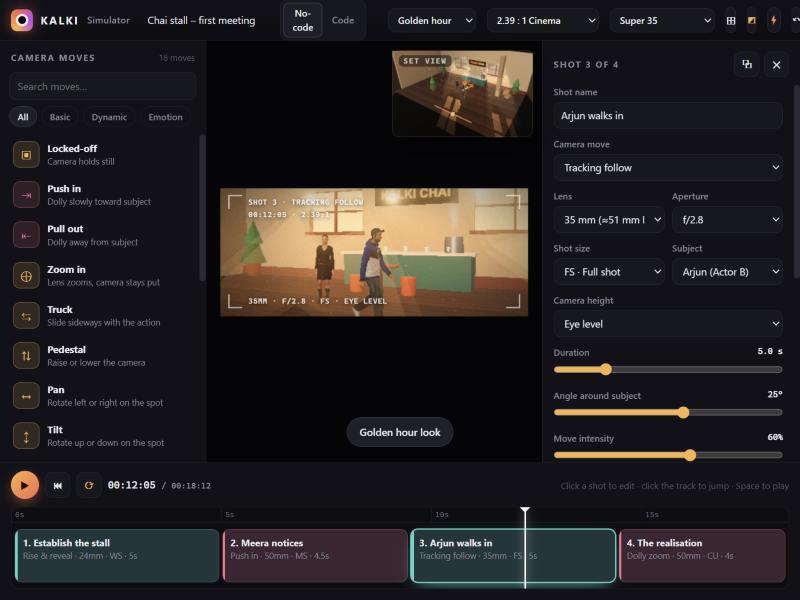 KALKI Simulator
Chai stall – first meeting
No-code
Code
Golden hour
2.39 : 1 Cinema
Super 35
CAMERA MOVES
18 moves
Search moves...
All
Basic
Dynamic
Emotion
Locked-off
Camera holds still
Push in
Dolly slowly toward subject
Pull out
Dolly away from subject
Zoom in
Lens zooms, camera stays put
Truck
Slide sideways with the action
Pedestal
Raise or lower the camera
Pan
Rotate left or right on the spot
Tilt
Rotate up or down on the spot
SET VIEW
KALKI CHAI
SHOT 3 · TRACKING FOLLOW
00:12:05 · 2.39:1
35MM · F/2.8 · FS · EYE LEVEL
Golden hour look
SHOT 3 OF 4
Shot name
Arjun walks in
Camera move
Tracking follow
Lens
Aperture
35 mm (≈51 mm
f/2.8
Shot size
Subject
FS · Full shot
Arjun (Actor B)
Camera height
Eye level
Duration
5.0 s
Angle around subject
25°
Move intensity
60%
00:12:05 / 00:18:12
Click a shot to edit · click the track to jump · Space to play
0s
5s
10s
15s
1. Establish the stall
Rise & reveal · 24mm · WS · 5s
2. Meera notices
Push in · 50mm · MS · 4.5s
3. Arjun walks in
Tracking follow · 35mm · FS · 5s
4. The realisation
Dolly zoom · 50mm · CU · 4s